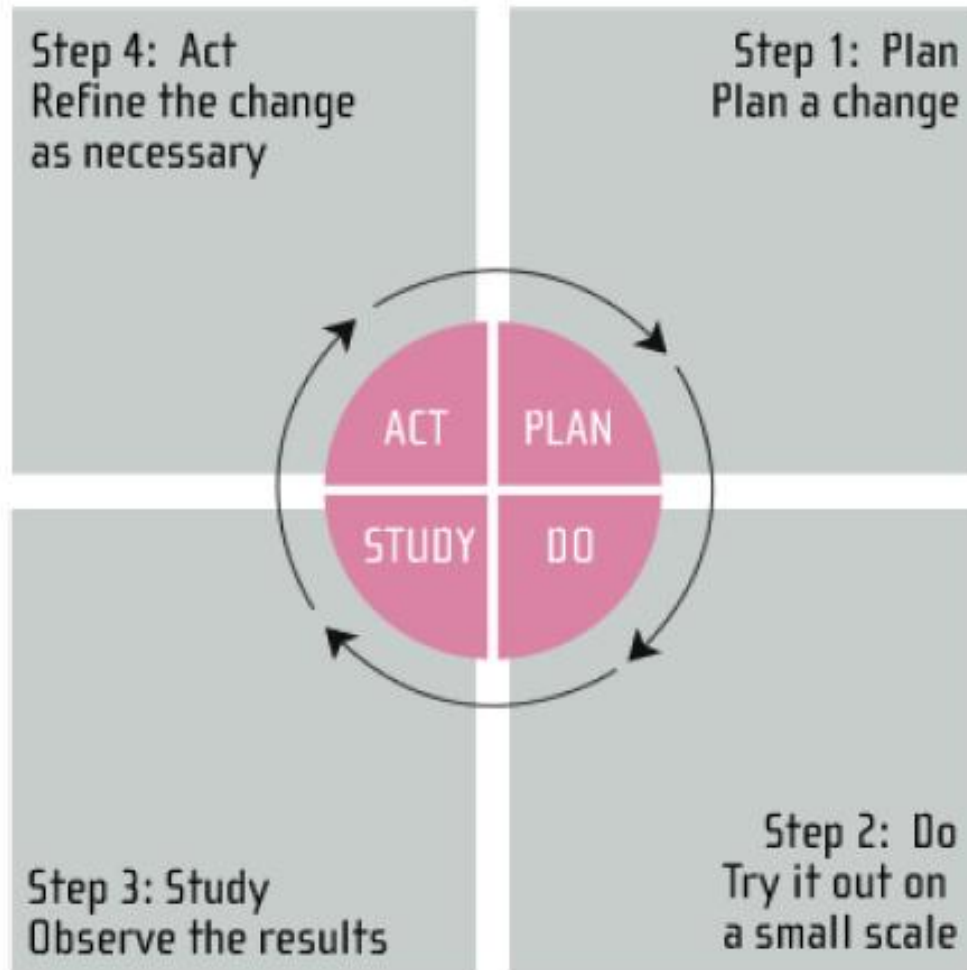 Step 4: Act
Refine the change
as necessary
Step 1: Plan
Plan a change
ACT
PLAN
STUDY
DO
Step 3: Study
Observe the results
Step 2: Do
Try it out on
a small scale